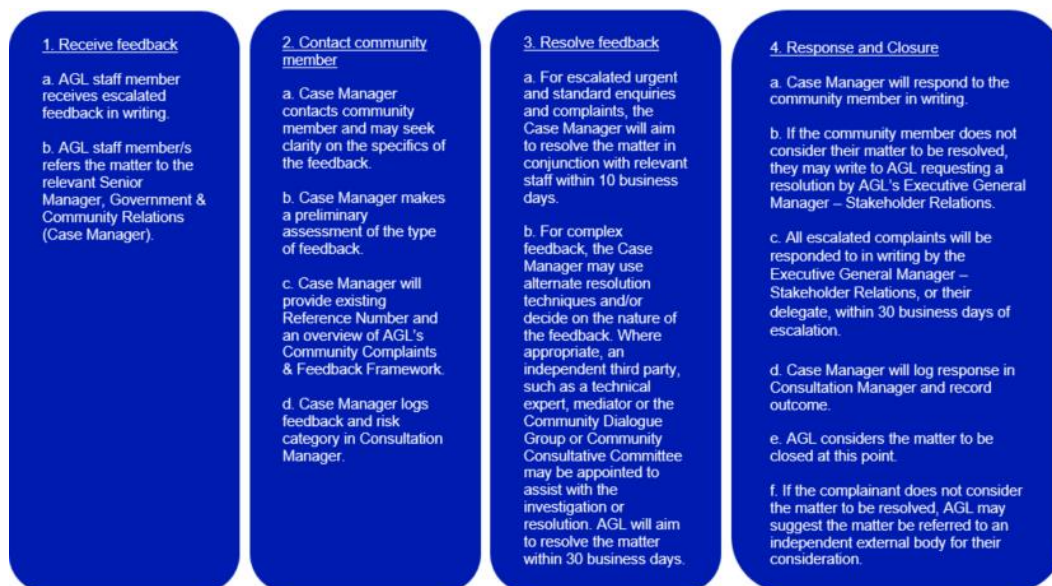 1. Receive feedback
a. AGL staff member
receives escalated
feedback in writing.
b. AGL staff member/s
refers the matter to the
relevant Senior
Manager, Government &
Community Relations
(Case Manager).
2. Contact community
member
a. Case Manager
contacts community
member and may seek
clarity on the specifics of
the feedback.
b. Case Manager makes
a preliminary
assessment of the type
of feedback.
c. Case Manager will
provide existing
Reference Number and
an overview of AGL's
Community Complaints
& Feedback Framework.
d. Case Manager logs
feedback and risk
category in Consultation
Manager.
3. Resolve feedback
a. For escalated urgent
and standard enquiries
and complaints, the
Case Manager will aim
to resolve the matter in
conjunction with relevant
staff within 10 business
days.
b. For complex
feedback, the Case
Manager may use
alternate resolution
techniques and/or
decide on the nature of
the feedback. Where
appropriate, an
independent third party,
such as a technical
expert, mediator or the
Community Dialogue
Group or Community
Consultative Committee
may be appointed to
assist with the
investigation or
resolution. AGL will aim
to resolve the matter
within 30 business days.
4. Response and Closure
a. Case Manager will respond to the
community member in writing.
b. If the community member does not
consider their matter to be resolved,
they may write to AGL requesting a
resolution by AGL's Executive General
Manager – Stakeholder Relations.
c. All escalated complaints will be
responded to in writing by the
Executive General Manager –
Stakeholder Relations, or their
delegate, within 30 business days of
escalation.
d. Case Manager will log response in
Consultation Manager and record
outcome.
e. AGL considers the matter to be
closed at this point.
f. If the complainant does not consider
the matter to be resolved, AGL may
suggest the matter be referred to an
independent external body for their
consideration.